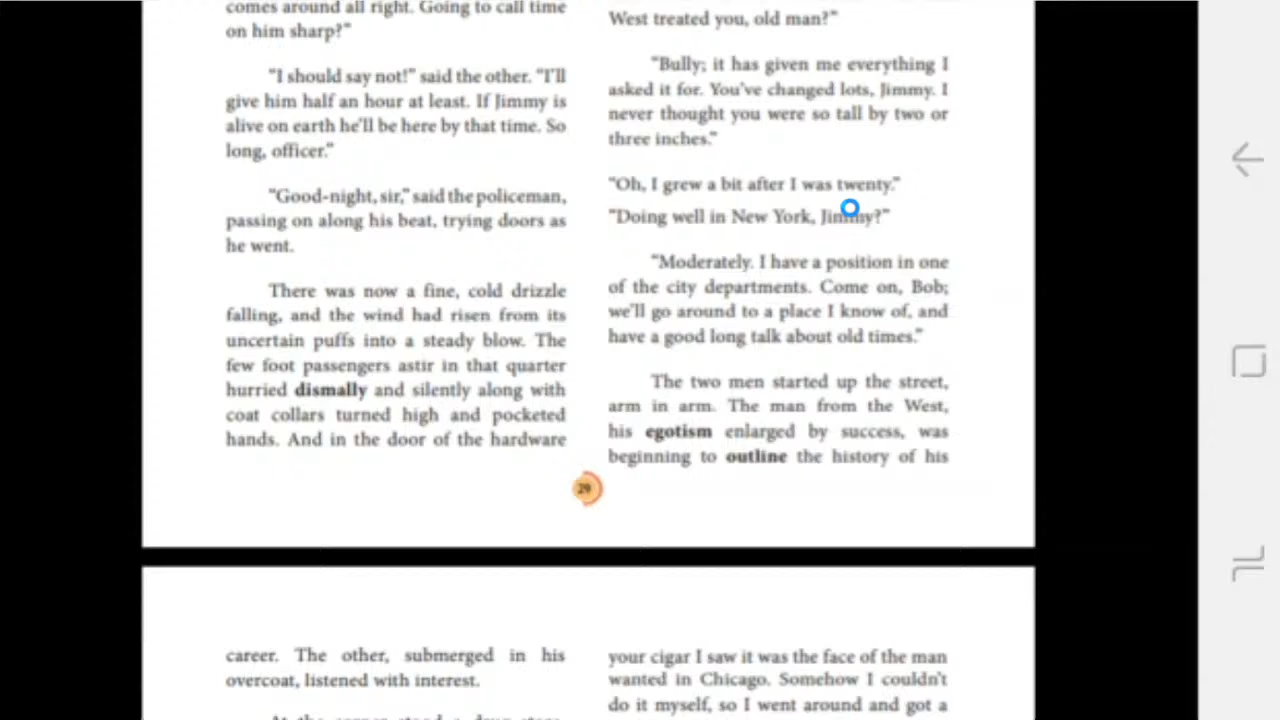 comes around all right. Going to call time
on him sharp?"
"I should say not!" said the other. "I'll
give him half an hour at least. If Jimmy is
alive on earth he'll be here by that time. So
long, officer."
"Good-night, sir," said the policeman,
passing on along his beat, trying doors as
he went.
There was now a fine, cold drizzle
falling, and the wind had risen from its
uncertain puffs into a steady blow. The
few foot passengers astir in that quarter
hurried dismally and silently along with
coat collars turned high and pocketed
hands. And in the door of the hardware
West treated you, old man?"
"Bully; it has given me everything I
asked it for. You've changed lots, Jimmy. I
never thought you were so tall by two or
three inches."
"Oh, I grew a bit after I was twenty."
"Doing well in New York, Jimmy?"
"Moderately. I have a position in one
of the city departments. Come on, Bob;
we'll go around to a place I know of, and
have a good long talk about old times."
The two men started up the street,
arm in arm. The man from the West,
his egotism enlarged by success, was
beginning to outline the history of his
29
career. The other, submerged in his
overcoat, listened with interest.
your cigar I saw it was the face of the man
wanted in Chicago. Somehow I couldn't
do it myself, so I went around and got a